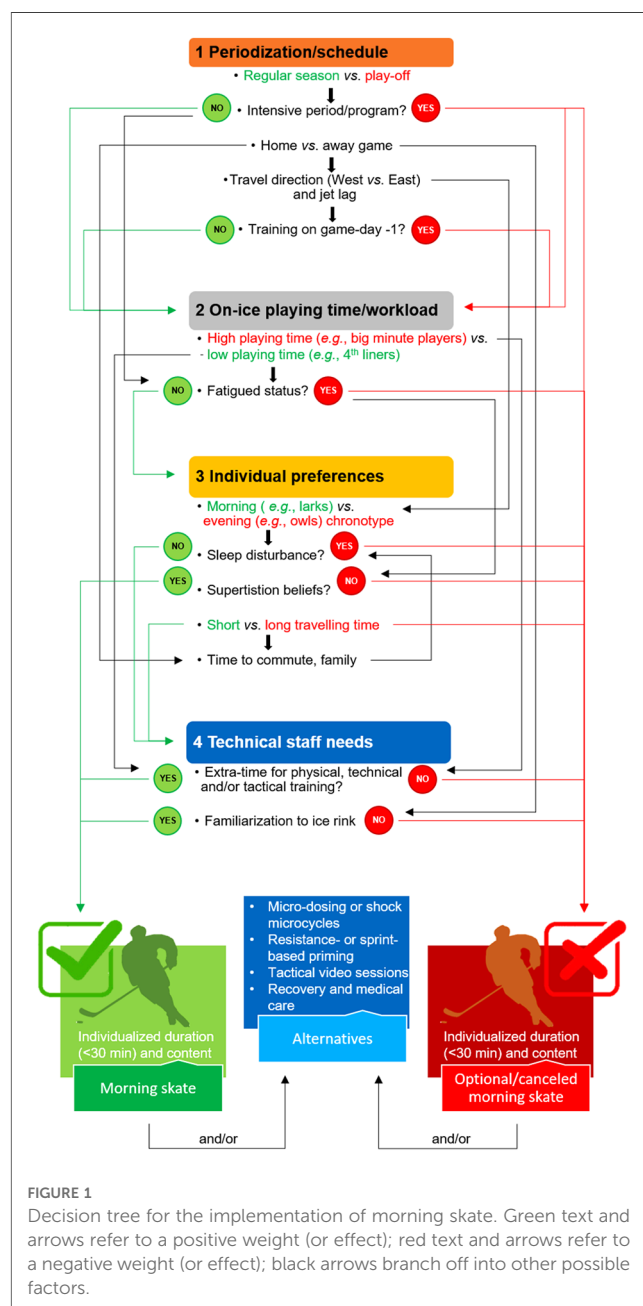 1 Periodization/schedule
• Regular season vs. play-off
NO • Intensive period/program? YES
• Home vs. away game
•Travel direction (West vs. East)
and jet lag
NO • Training on game-day -1? YES
2 On-ice playing time/workload
• High playing time (e.g., big minute players) vs.
- low playing time (e.g., 4th liners)
NO • Fatigued status? YES
3 Individual preferences
• Morning ( e.g., larks) vs.
evening (e.g., owls) chronotype
NO • Sleep disturbance? YES
YES • Supertistion beliefs? NO
• Short vs. long travelling time
• Time to commute, family
4 Technical staff needs
YES • Extra-time for physical, technical NO
and/or tactical training?
YES • Familiarization to ice rink NO
• Micro-dosing or shock
microcycles
• Resistance- or sprint-
based priming
• Tactical video sessions
• Recovery and medical
care
Alternatives
Individualized duration
(<30 min) and content
Morning skate
Individualized duration
(<30 min) and content
Optional/canceled
morning skate
and/or
and/or
FIGURE 1
Decision tree for the implementation of morning skate. Green text and
arrows refer to a positive weight (or effect); red text and arrows refer to
a negative weight (or effect); black arrows branch off into other possible
factors.